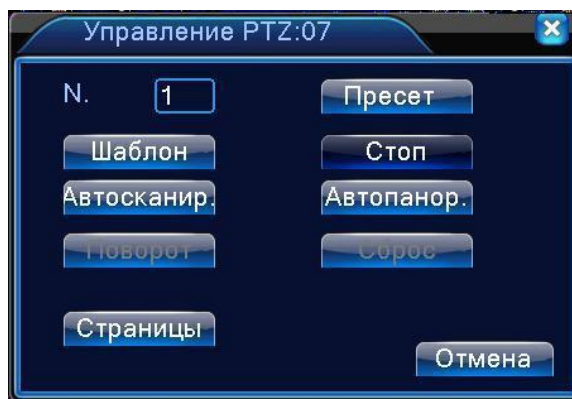 Управление PTZ:07
N. 1 Пресет
Шаблон Стоп
Автосканир. Автопанор.
Поворот Сброс
Страницы
Отмена